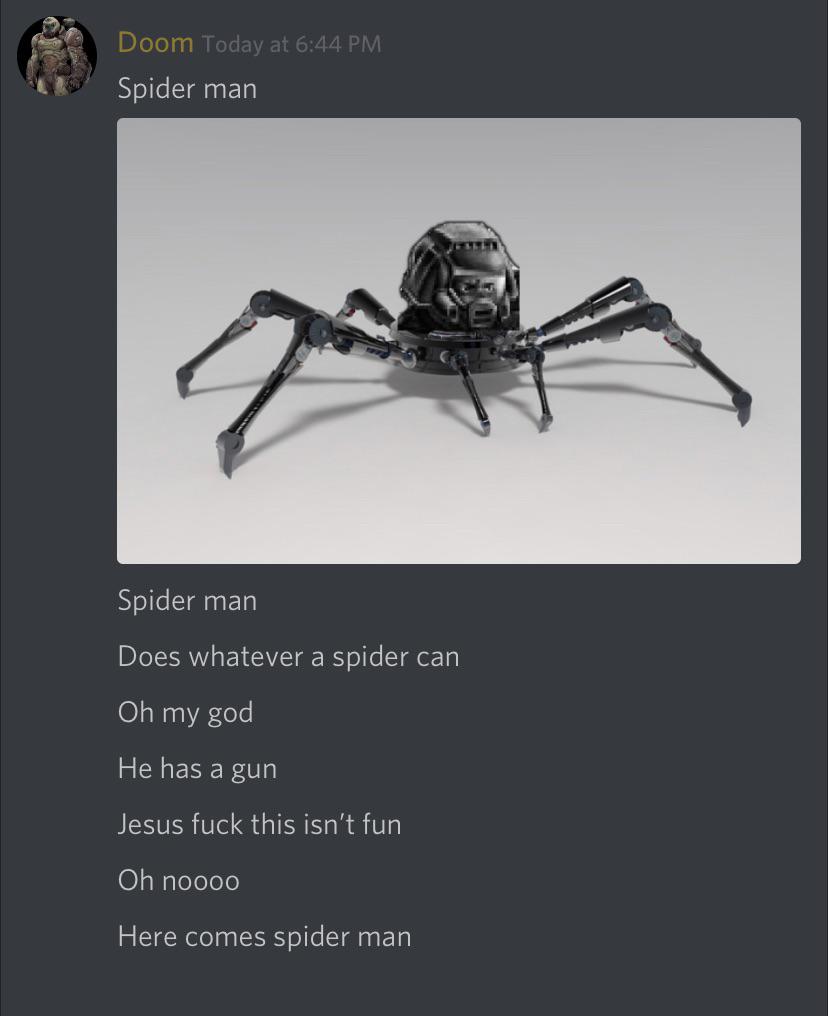 Doom Today at 6:44 PM
Spider man
Spider man
Does whatever a spider can
Oh my god
He has a gun
Jesus fuck this isn’t fun
Oh noooo
Here comes spider man